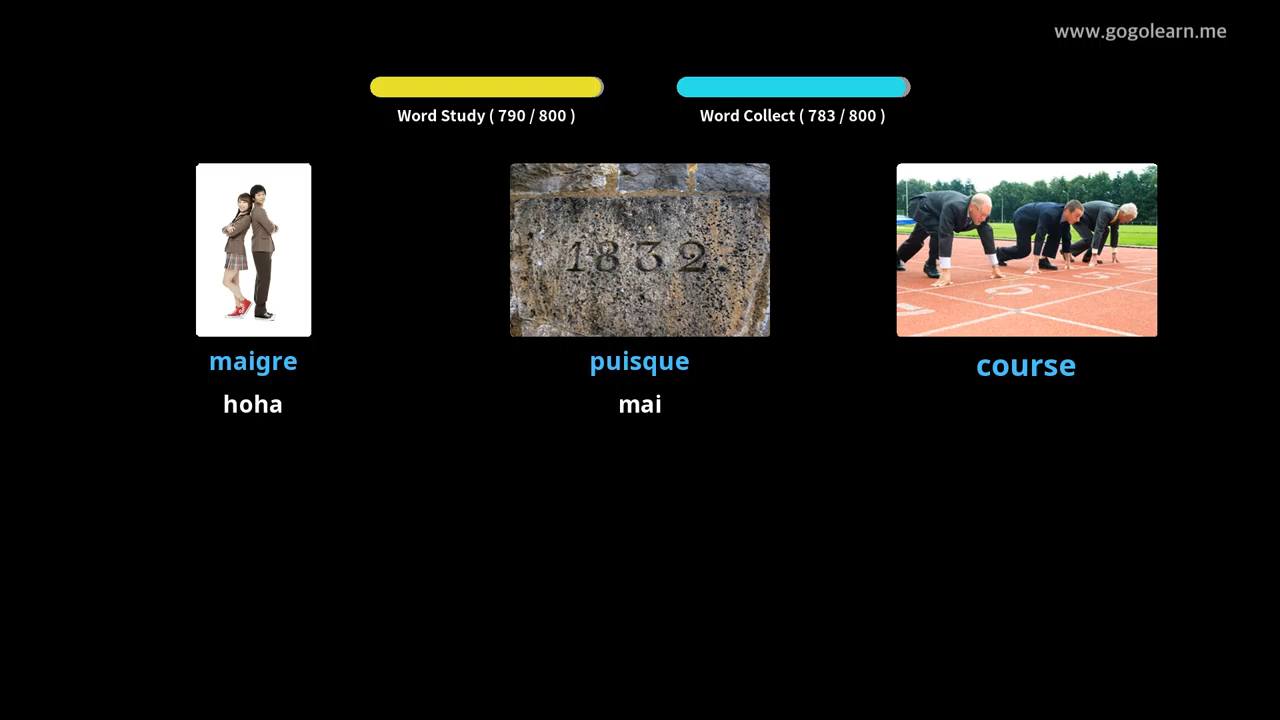 www.gogolearn.me
Word Study ( 790 / 800 )
Word Collect ( 783 / 800 )
1832.
maigre
puisque
course
hoha
mai